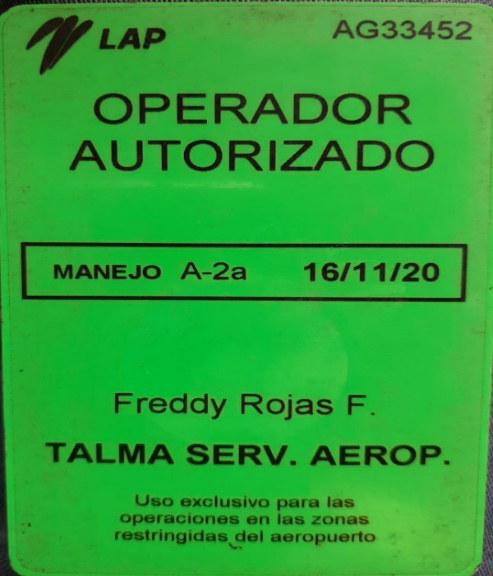 LAP
AG33452
OPERADOR
AUTORIZADO
MANEJO A-2a 16/11/20
Freddy Rojas F.
TALMA SERV. AEROP.
Uso exclusivo para las
operaciones en las zonas
restringidas del aeropuerto